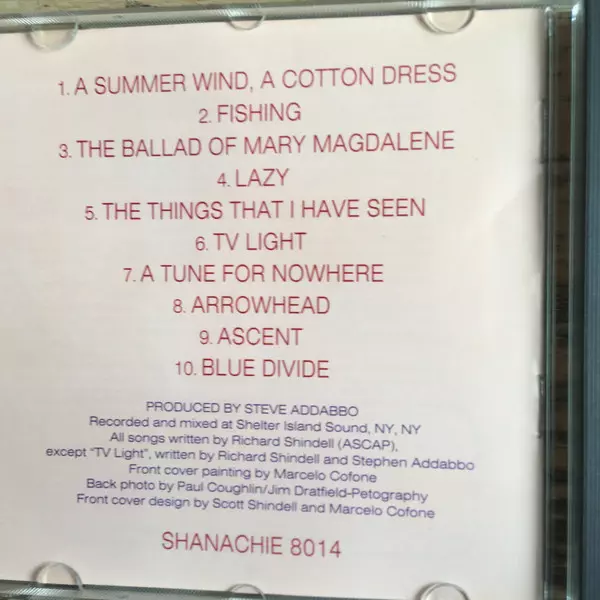 1. A SUMMER WIND, A COTTON DRESS
2. FISHING
3. THE BALLAD OF MARY MAGDALENE
4. LAZY
5. THE THINGS THAT I HAVE SEEN
6. TV LIGHT
7. A TUNE FOR NOWHERE
8. ARROWHEAD
9. ASCENT
10. BLUE DIVIDE
PRODUCED BY STEVE ADDABBO
Recorded and mixed at Shelter Island Sound, NY, NY
All songs written by Richard Shindell (ASCAP),
except "TV Light", written by Richard Shindell and Stephen Addabbo
Front cover painting by Marcelo Cofone
Back photo by Paul Coughlin/Jim Dratfield-Petography
Front cover design by Scott Shindell and Marcelo Cofone
SHANACHIE 8014